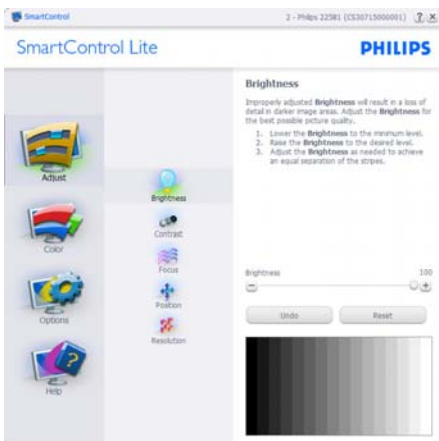 SmartControl
2 - Philips 225B1 (CS30715000001)
? X
SmartControl Lite
PHILIPS
Adjust
Color
Options
Help
Brightness
Contrast
Focus
Position
Resolution
Brightness
Improperly adjusted Brightness will result in a loss of
detail in darker image areas. Adjust the Brightness for
the best possible picture quality.
1. Lower the Brightness to the minimum level.
2. Raise the Brightness to the desired level.
3. Adjust the Brightness as needed to achieve
an equal separation of the stripes.
Brightness 100
Undo
Reset